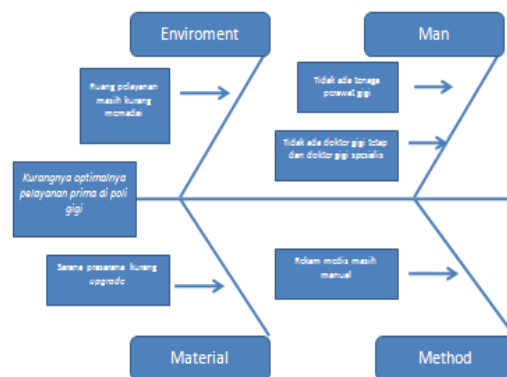 Enviroment
Man
Ruang pelayanan
masih kurang
memadai
Tidak ada tenaga
perawat gigi
Tidak ada dokter gigi tetap
dan dokter gigi spesialis
Kurangnya optimalnya
pelayanan prima di poli
gigi
Sarana prasarana kurang
upgrade
Rekam medis masih
manual
Material
Method